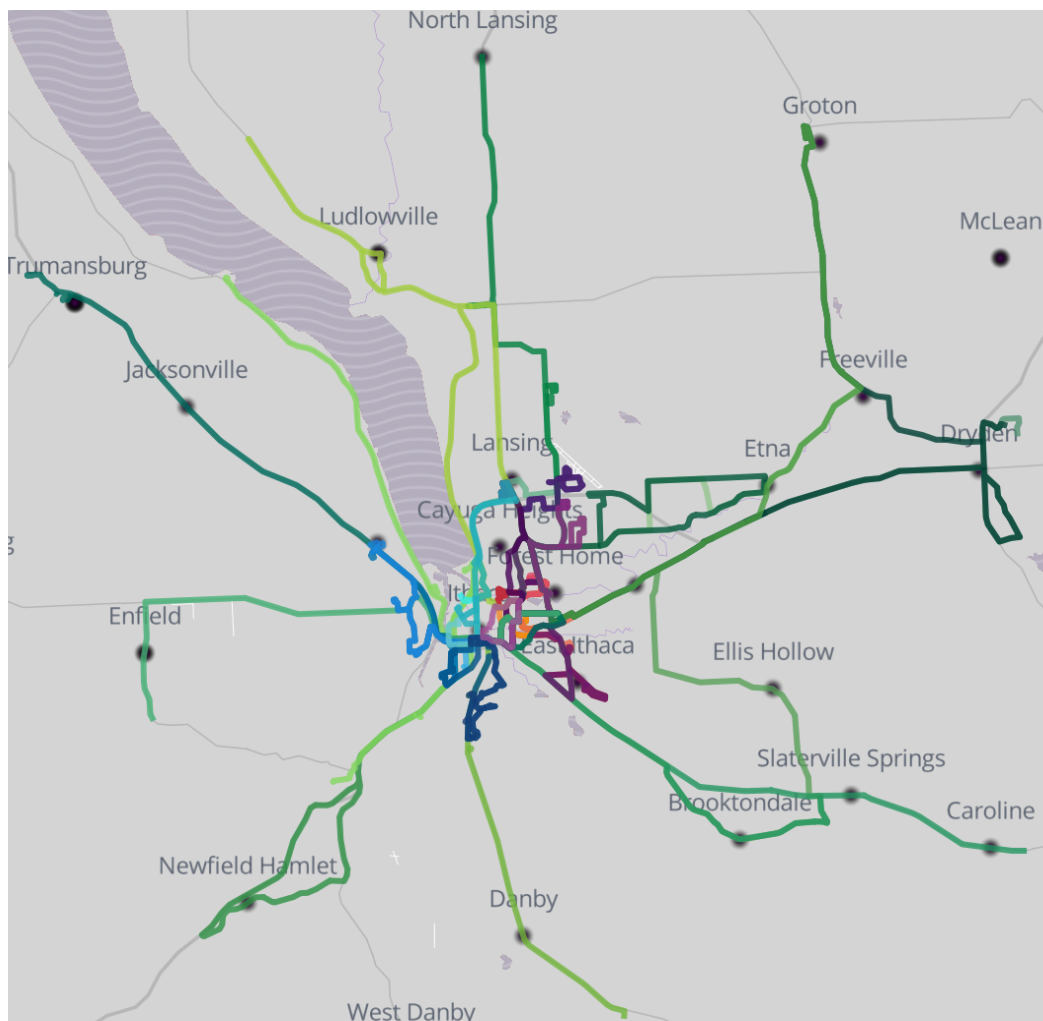 North Lansing
Groton
Ludlowville
McLean
Trumansburg
Freeville
Jacksonville
Dryden
Lansing
Etna
Cayuga Heights
Forest Home
Enfield
East Ithaca
Ellis Hollow
Slaterville Springs
Brooktondale
Caroline
Newfield Hamlet
Danby
West Danby